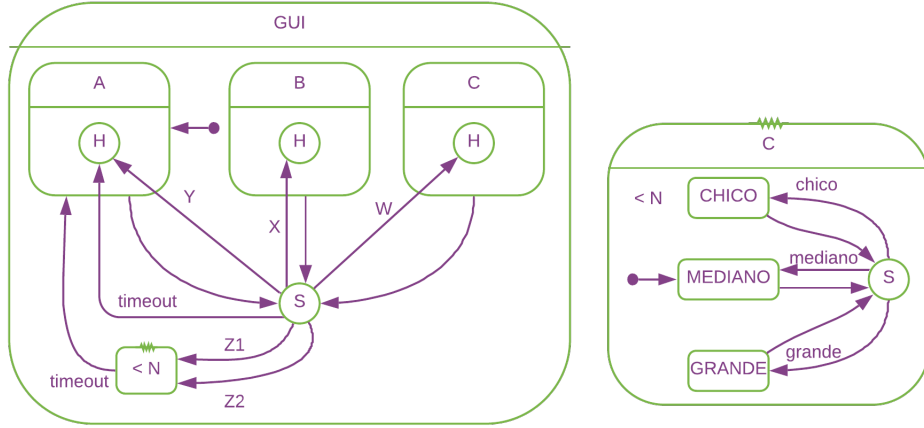 GUI
A
B
C
H
H
H
Y
X
W
timeout
S
Z1
< N
timeout
Z2
C
< N
CHICO
chico
mediano
MEDIANO
S
grande
GRANDE